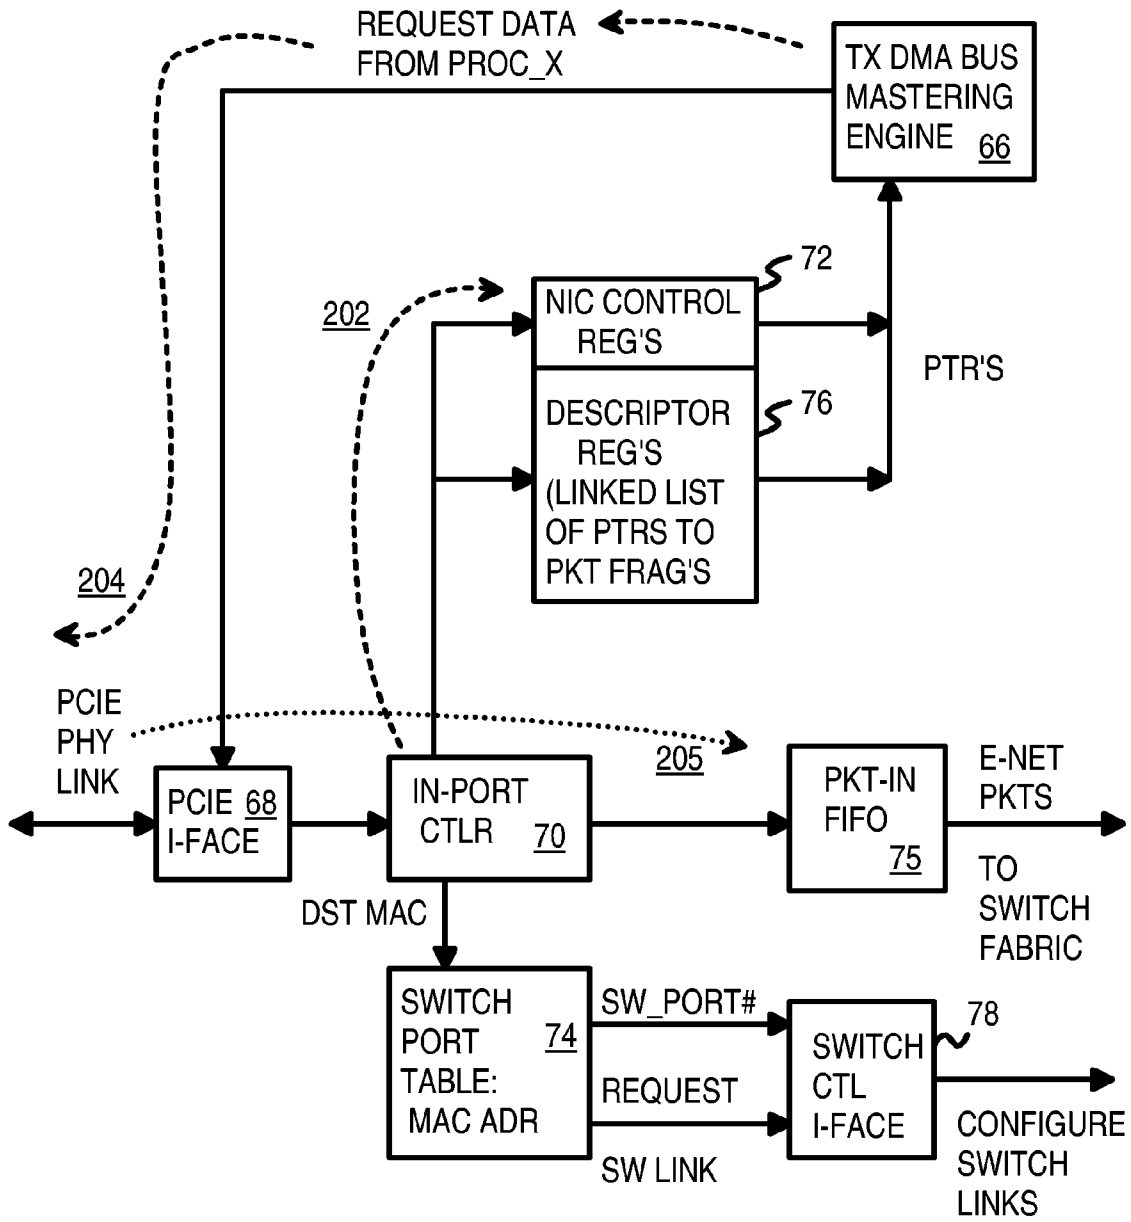 REQUEST DATA
FROM PROC_X
TX DMA BUS
MASTERING
ENGINE 66
72
202
NIC CONTROL
REG'S
PTR'S
76
DESCRIPTOR
REG'S
(LINKED LIST
OF PTRS TO
PKT FRAG'S
204
PCIE
PHY
LINK
205
PCIE 68
I-FACE
IN-PORT
CTLR 70
PKT-IN
FIFO
75
E-NET
PKTS
TO
SWITCH
FABRIC
DST MAC
SWITCH
PORT 74
TABLE:
MAC ADR
SW_PORT#
REQUEST
SW LINK
78
SWITCH
CTL
I-FACE
CONFIGURE
SWITCH
LINKS